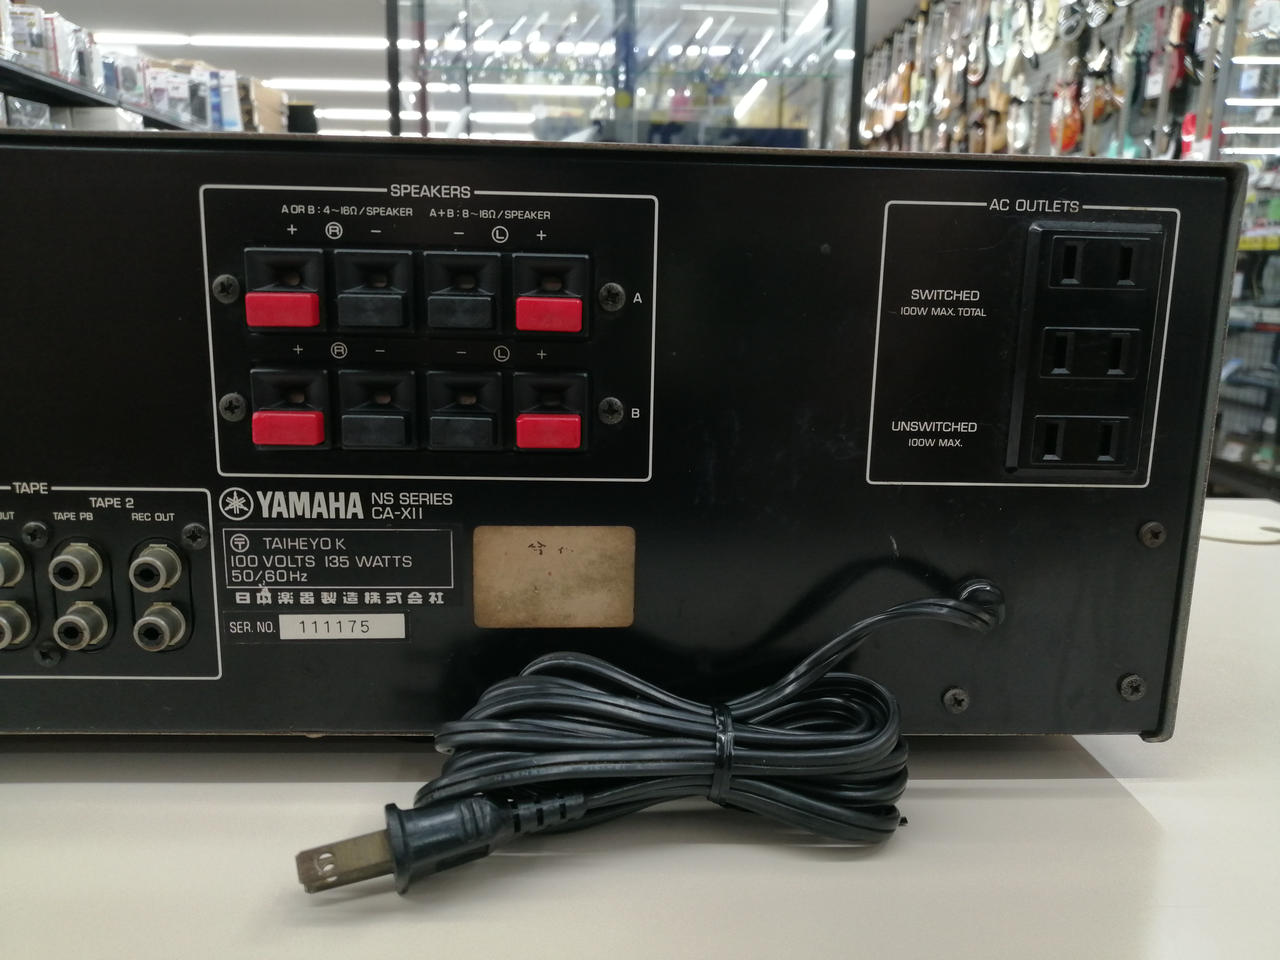 SPEAKERS
A OR B : 4~16Ω/SPEAKER A+B : 8~16Ω/SPEAKER
+ R - - L +
A
+ R - - L +
B
AC OUTLETS
SWITCHED
100W MAX. TOTAL
UNSWITCHED
100W MAX.
TAPE
TAPE 2
TAPE PB REC OUT
YAMAHA NS SERIES
CA-X11
〒 TAIHEYO K
100 VOLTS 135 WATTS
50/60Hz
日本楽器製造株式会社
SER. NO. 111175